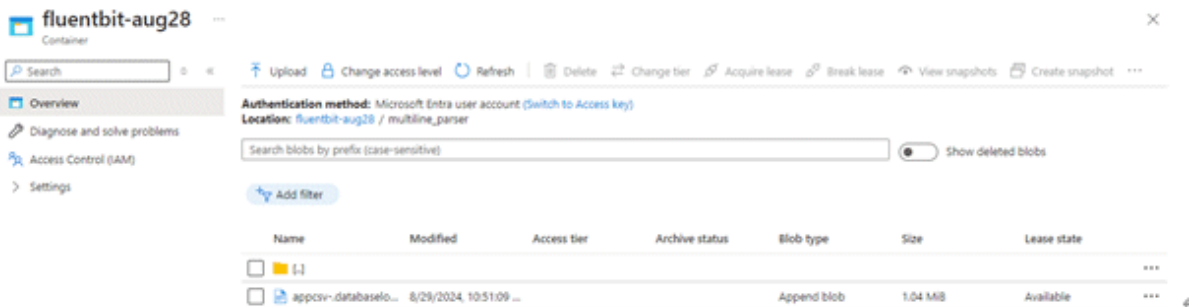 fluentbit-aug28 ...
Container
Search
Upload Change access level Refresh Delete Change tier Acquire lease Break lease View snapshots Create snapshot ...
Overview
Diagnose and solve problems
Access Control (IAM)
Settings
Authentication method: Microsoft Entra user account (Switch to Access key)
Location: fluentbit-aug28 / multiline_parser
Search blobs by prefix (case-sensitive)
Show deleted blobs
Add filter
Name Modified Access tier Archive status Blob type Size Lease state
[..]
appcsv-.databaselo... 8/29/2024, 10:51:09 ... Append blob 1.04 MiB Available